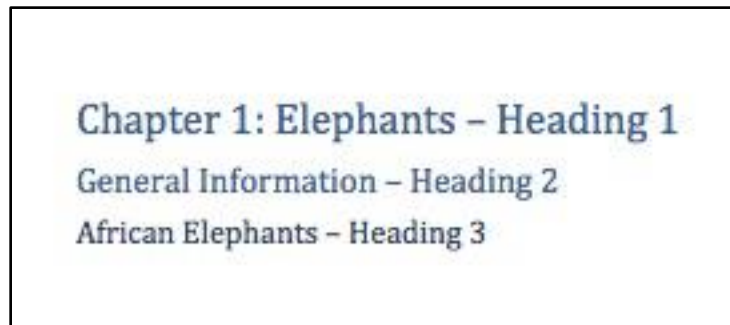 Chapter 1: Elephants – Heading 1
General Information – Heading 2
African Elephants – Heading 3